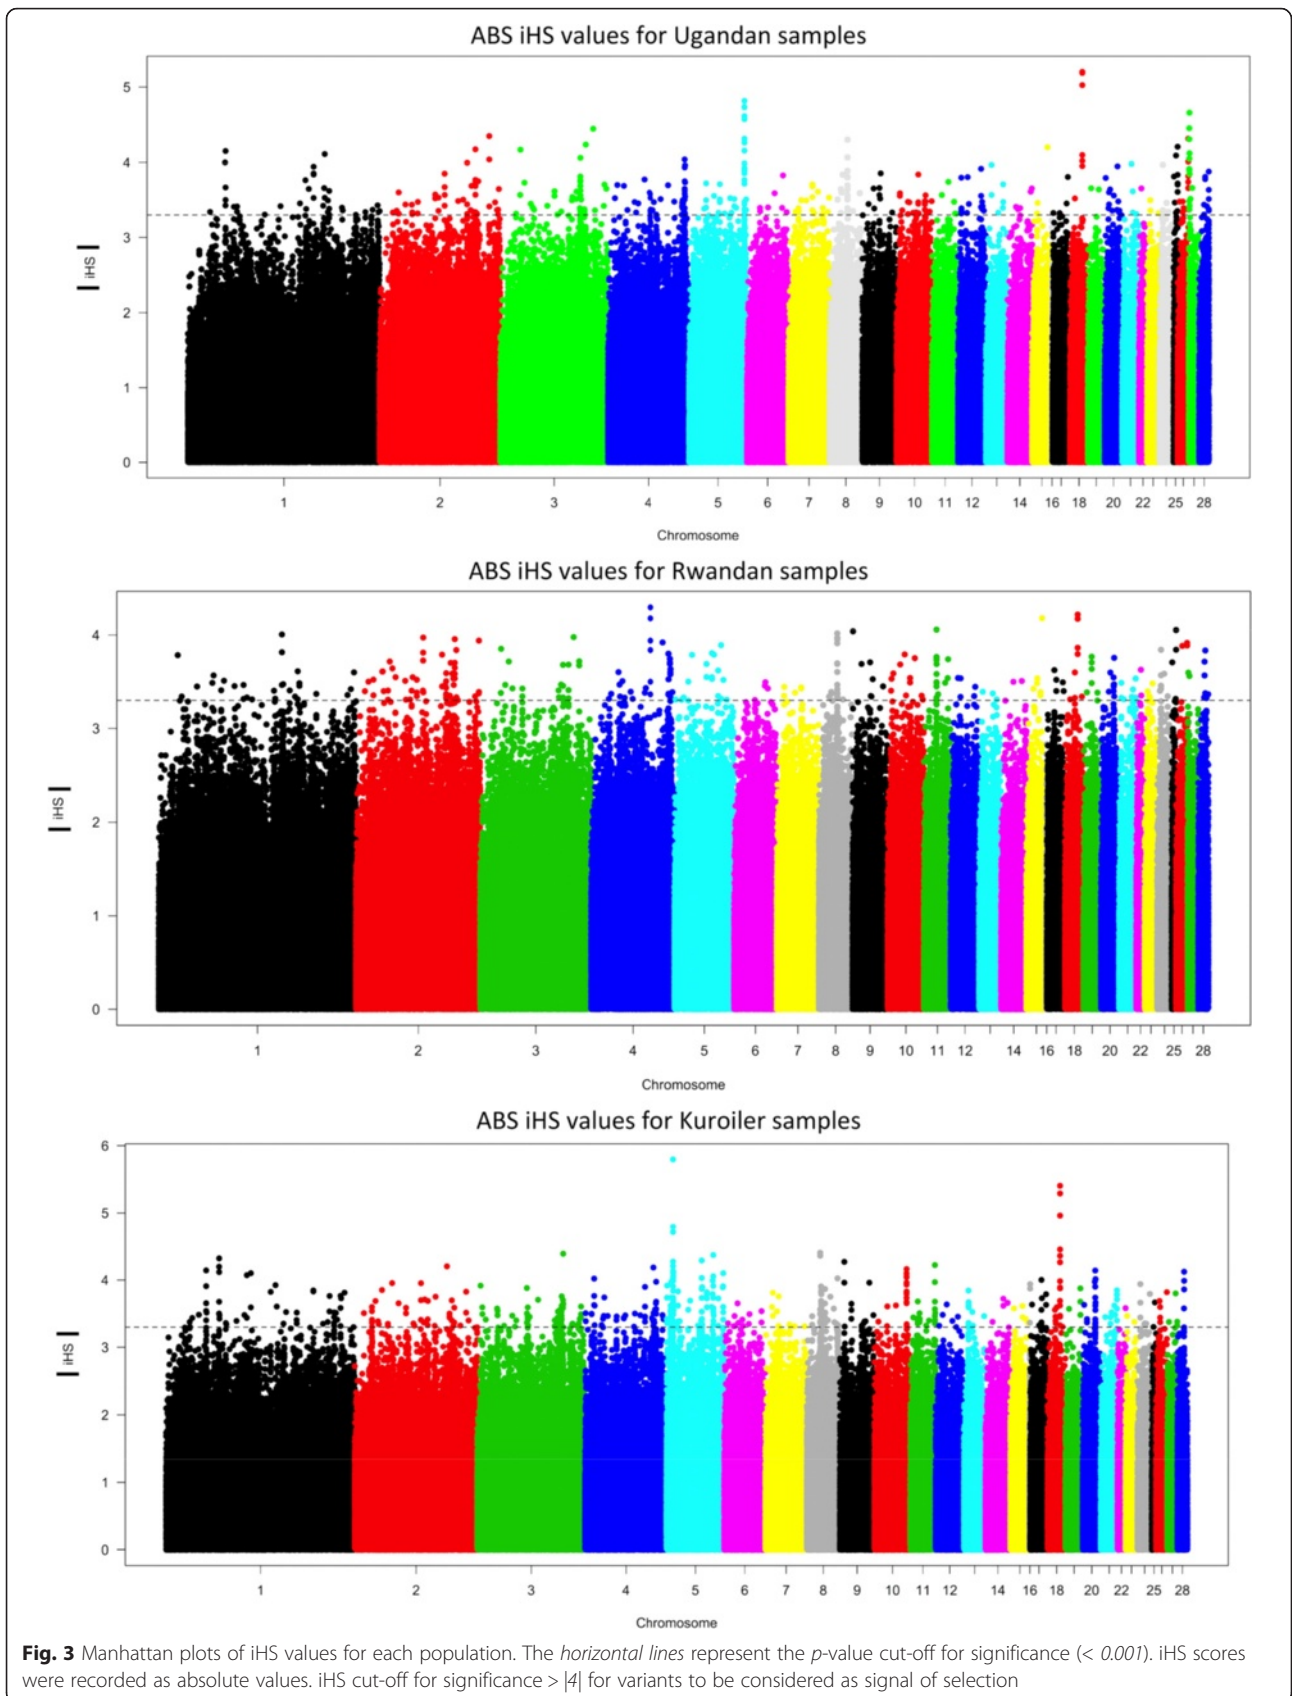 ABS iHS values for Ugandan samples
5
4
3
2
1
0
| iHS |
1 2 3 4 5 6 7 8 9 10 11 12 14 16 18 20 22 25 28
Chromosome
ABS iHS values for Rwandan samples
4
3
2
1
0
| iHS |
1 2 3 4 5 6 7 8 9 10 11 12 14 16 18 20 22 25 28
Chromosome
ABS iHS values for Kuroiler samples
6
5
4
3
2
1
0
| iHS |
1 2 3 4 5 6 7 8 9 10 11 12 14 16 18 20 22 25 28
Chromosome
Fig. 3 Manhattan plots of iHS values for each population. The horizontal lines represent the p-value cut-off for significance (< 0.001). iHS scores
were recorded as absolute values. iHS cut-off for significance > |4| for variants to be considered as signal of selection